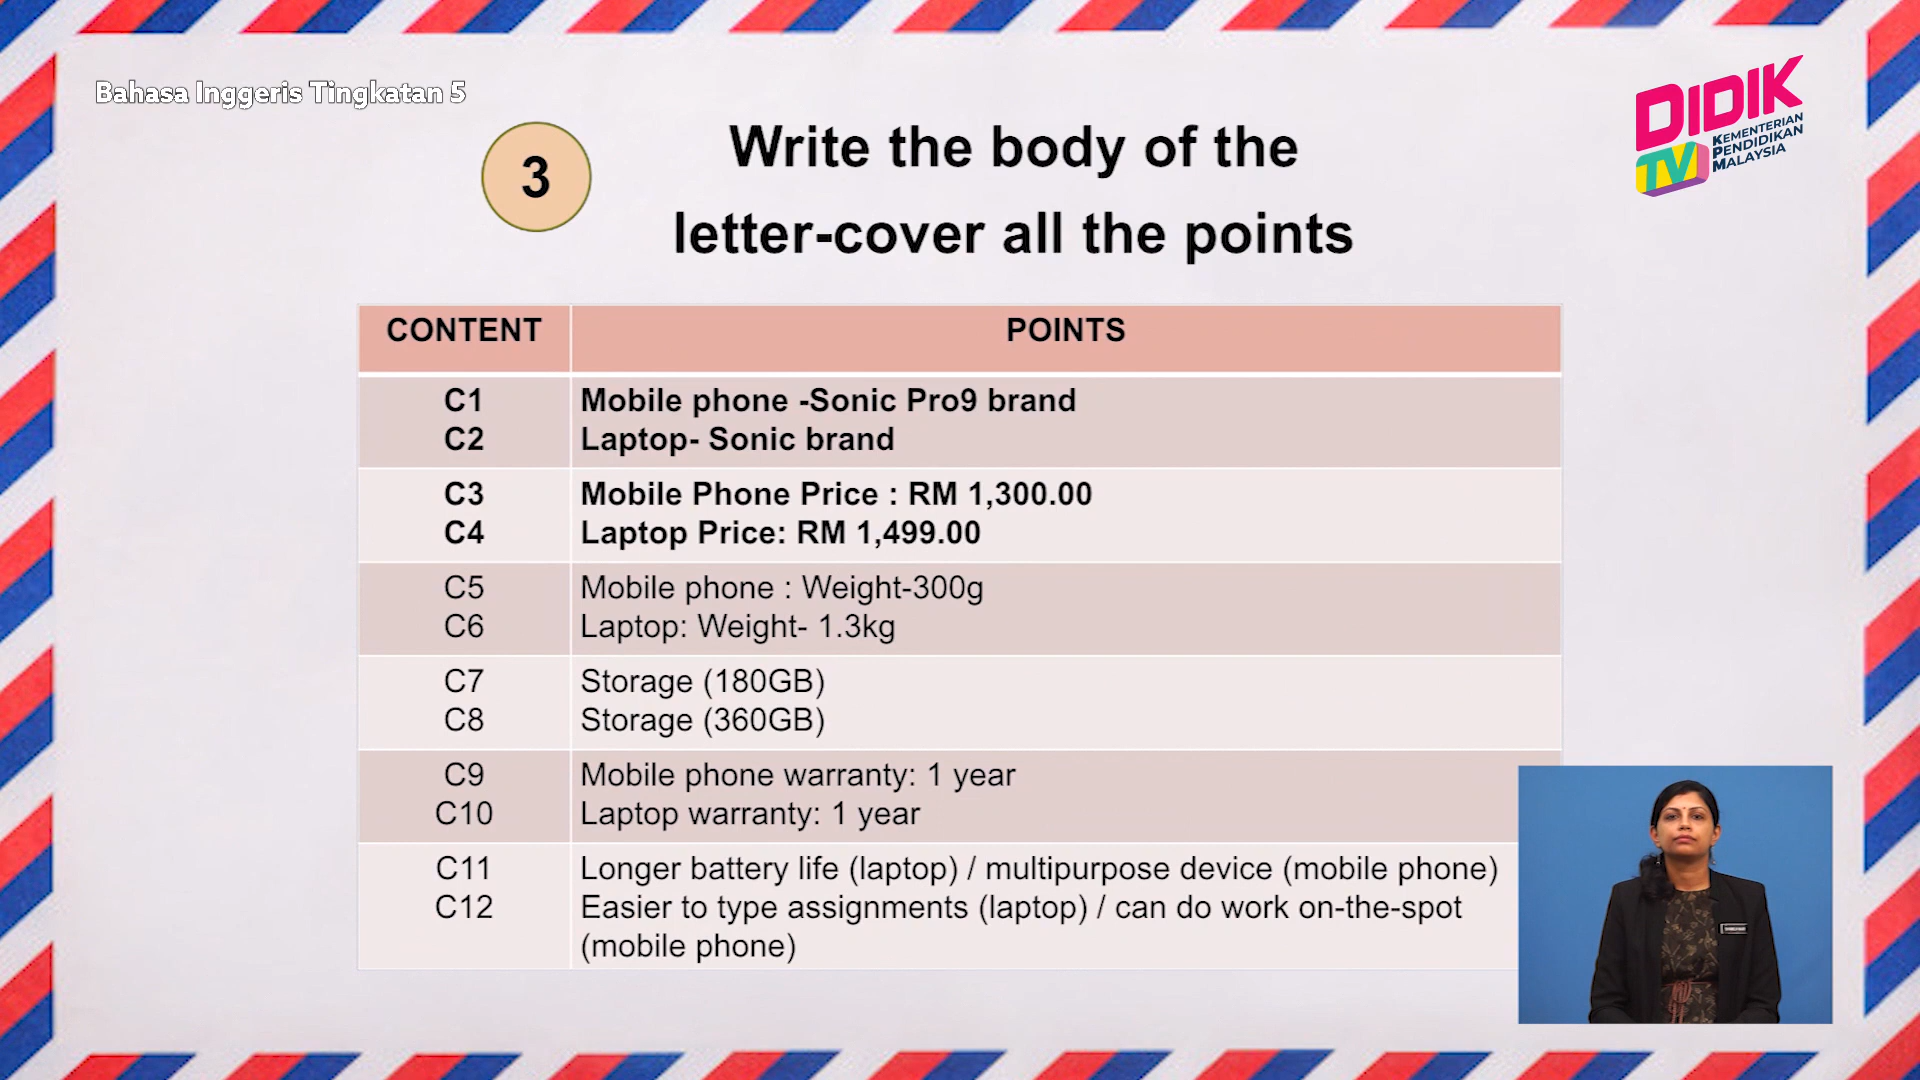 Bahasa Inggeris Tingkatan 5
DIDIK
TV
KEMENTERIAN
PENDIDIKAN
MALAYSIA
3
Write the body of the
letter-cover all the points
CONTENT POINTS
C1 Mobile phone -Sonic Pro9 brand
C2 Laptop- Sonic brand
C3 Mobile Phone Price : RM 1,300.00
C4 Laptop Price: RM 1,499.00
C5 Mobile phone : Weight-300g
C6 Laptop: Weight- 1.3kg
C7 Storage (180GB)
C8 Storage (360GB)
C9 Mobile phone warranty: 1 year
C10 Laptop warranty: 1 year
C11 Longer battery life (laptop) / multipurpose device (mobile phone)
C12 Easier to type assignments (laptop) / can do work on-the-spot
(mobile phone)